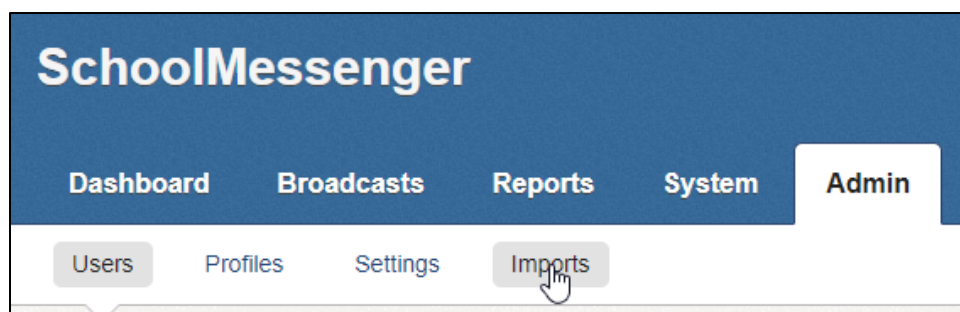 SchoolMessenger
Dashboard Broadcasts Reports System Admin
Users Profiles Settings Imports